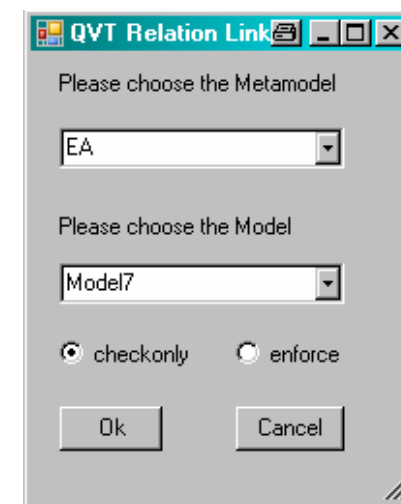 QVT Relation Link
Please choose the Metamodel
EA
Please choose the Model
Model7
checkonly enforce
Ok Cancel